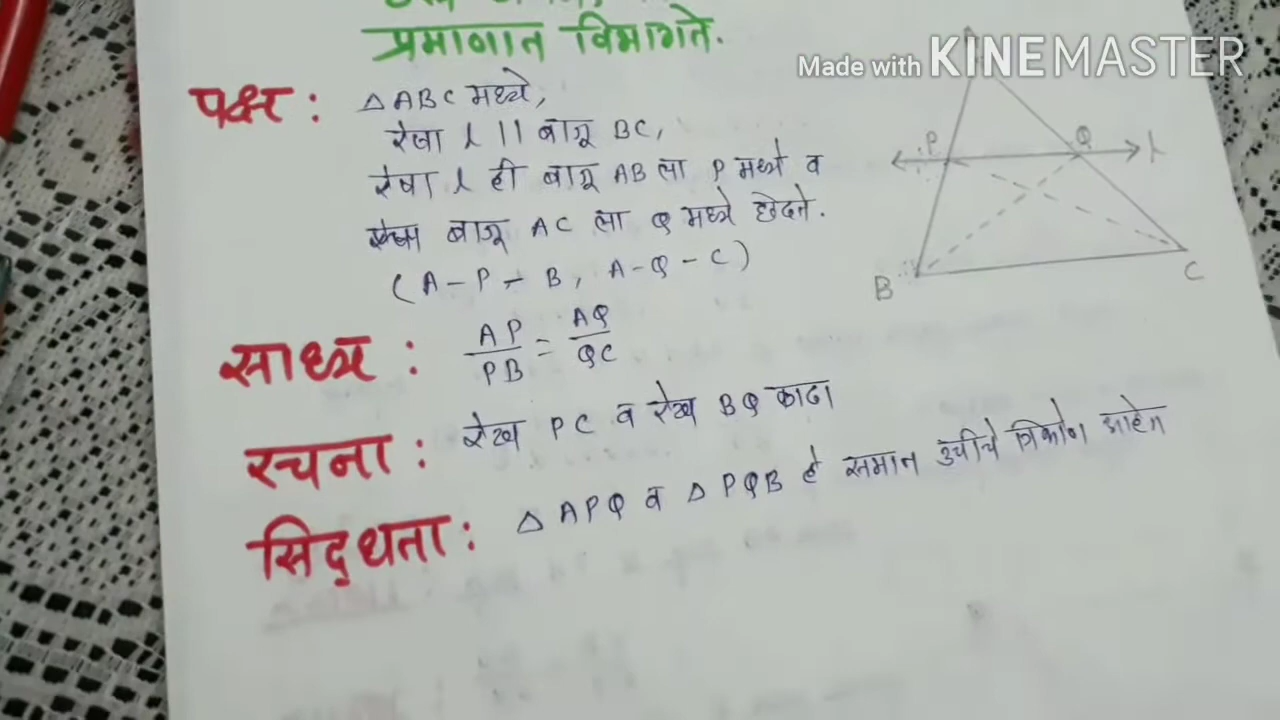 प्रमाणात विभागते.
Made with KINEMASTER
पक्ष : △ ABC मध्ये,
रेषा l || बाजू BC,
रेषा l ही बाजू AB ला P मध्ये व
बाजू AC ला Q मध्ये छेदते.
( A - P - B, A - Q - C )
साध्य : AP/PB = AQ/QC
रचना : रेख PC व रेख BQ काढा
सिद्धता : △ APQ व △ PQB हे समान उंचीचे त्रिकोण आहेत
P Q l
B C